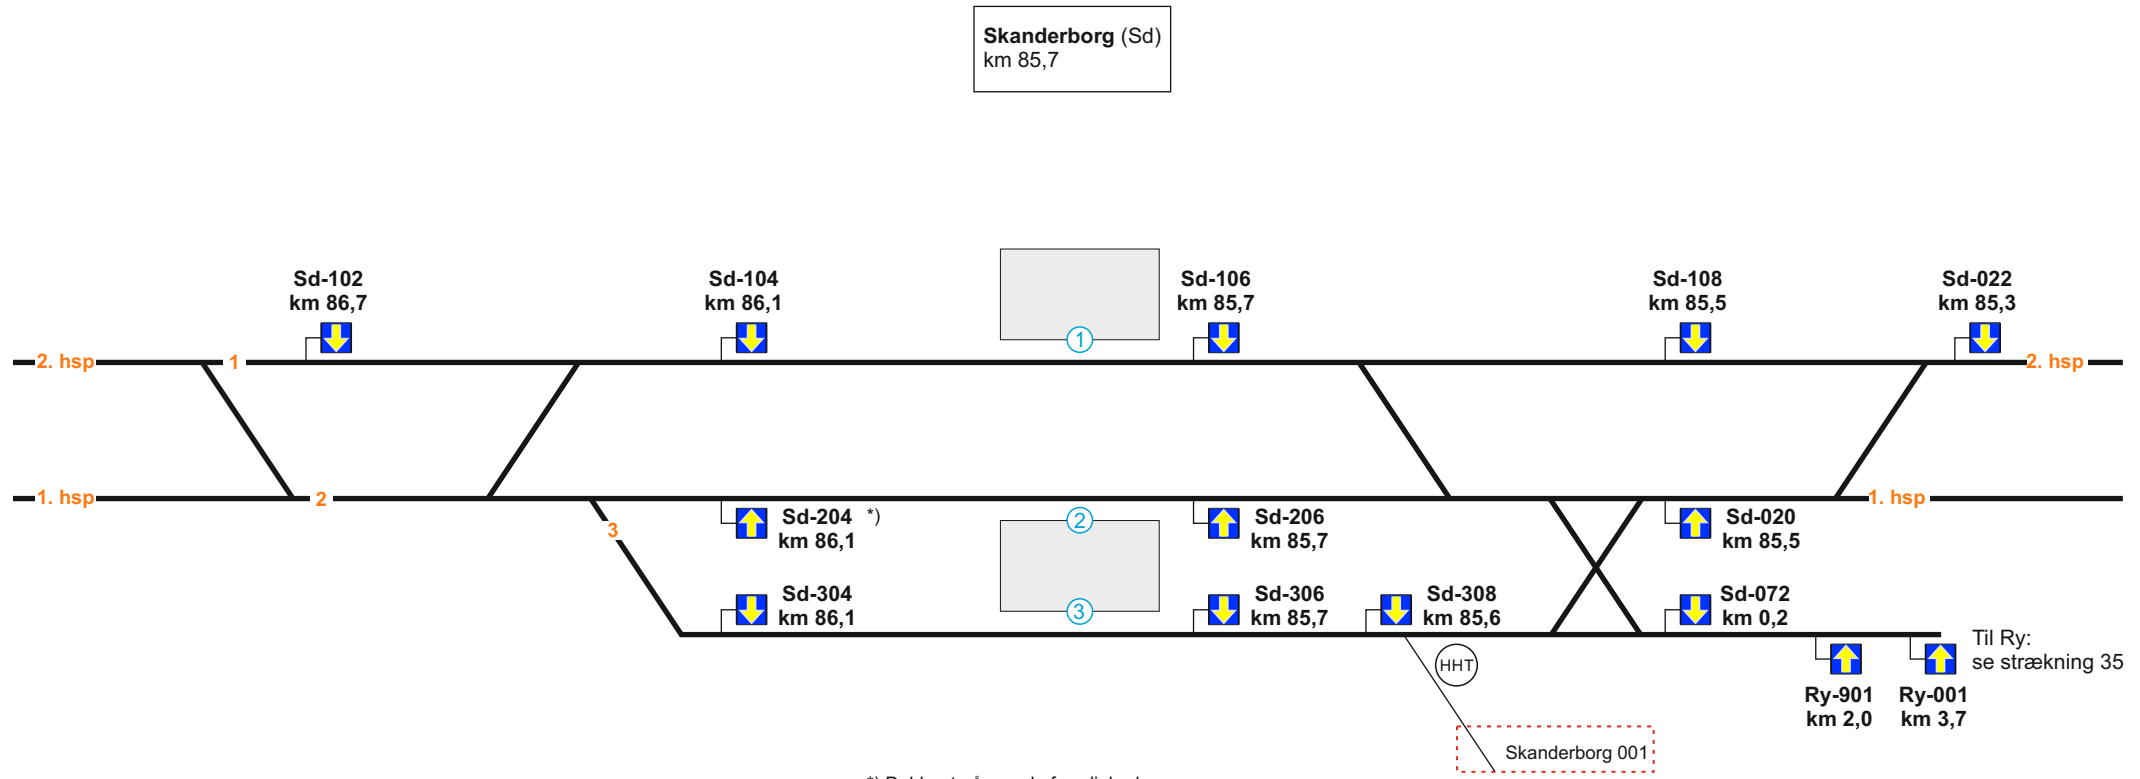 Skanderborg (Sd)
km 85,7
Sd-102
km 86,7
Sd-104
km 86,1
Sd-106
km 85,7
Sd-108
km 85,5
Sd-022
km 85,3
1
2. hsp
1
2. hsp
1. hsp
2
1. hsp
3
Sd-204 *)
km 86,1
2
Sd-206
km 85,7
Sd-020
km 85,5
Sd-304
km 86,1
3
Sd-306
km 85,7
Sd-308
km 85,6
Sd-072
km 0,2
Til Ry:
se strækning 35
HHT
Ry-901
km 2,0
Ry-001
km 3,7
Skanderborg 001